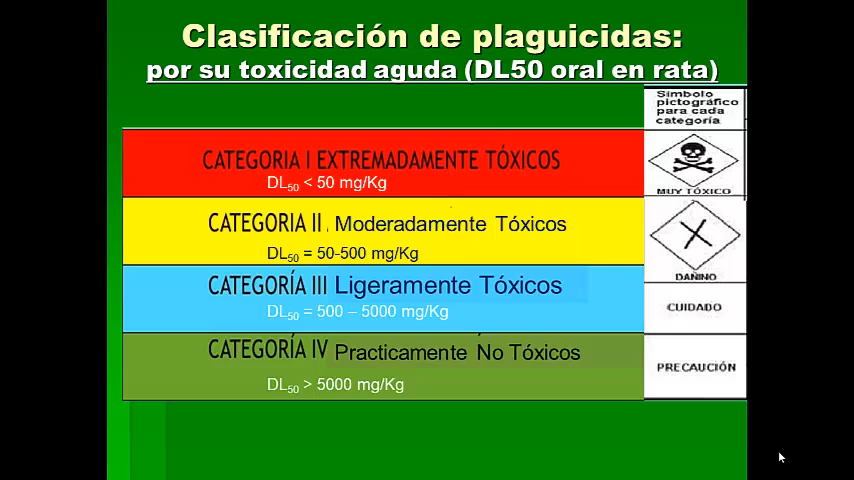 Clasificación de plaguicidas:
por su toxicidad aguda (DL50 oral en rata)
Símbolo
pictográfico
para cada
categoría
CATEGORIA I EXTREMADAMENTE TÓXICOS
DL50 < 50 mg/Kg
MUY TÓXICO
CATEGORIA II. Moderadamente Tóxicos
DL50 = 50-500 mg/Kg
DAÑINO
CATEGORÍA III Ligeramente Tóxicos
DL50 = 500 – 5000 mg/Kg
CUIDADO
CATEGORÍA IV Practicamente No Tóxicos
DL50 > 5000 mg/Kg
PRECAUCIÓN